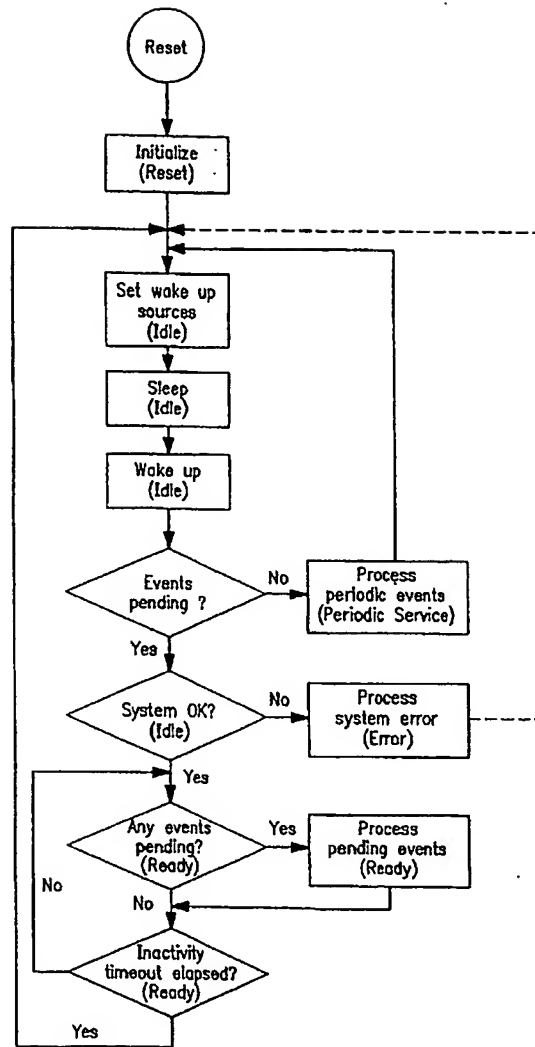 Reset
Initialize
(Reset)
Set wake up
sources
(Idle)
Sleep
(Idle)
Wake up
(Idle)
Events
pending ?
No
Process
periodic events
(Periodic Service)
Yes
System OK?
(Idle)
No
Process
system error
(Error)
Yes
Any events
pending?
(Ready)
Yes
Process
pending events
(Ready)
No
No
Inactivity
timeout elapsed?
(Ready)
Yes